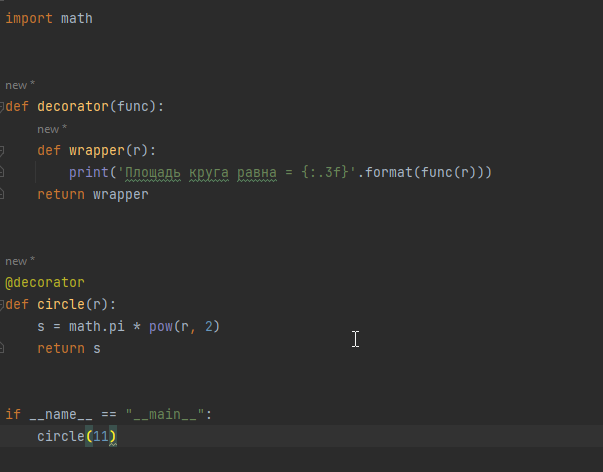 import math
new *
def decorator(func):
new *
def wrapper(r):
print('Площадь круга равна = {:.3f}'.format(func(r)))
return wrapper
new *
@decorator
def circle(r):
s = math.pi * pow(r, 2)
return s
if __name__ == "__main__":
circle(11)